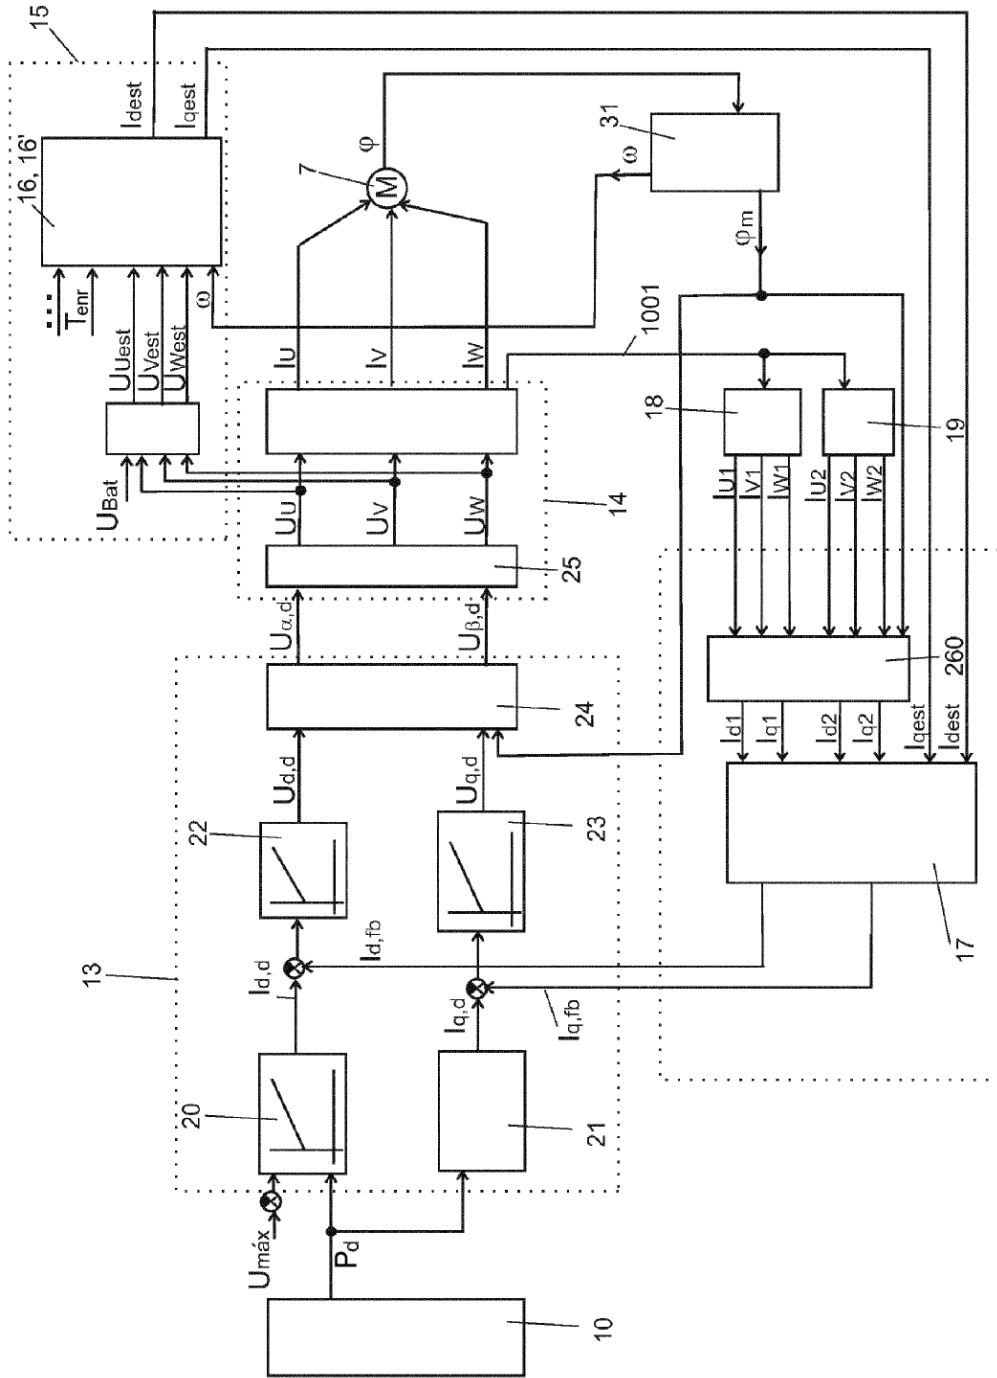 15
16, 16'
Idest
Iqest
Tenr
UUest
UVest
UWest
ω
UBat
7
M
φ
31
ω
φm
IU
IV
IW
1001
14
UU
UV
UW
25
18
19
IU1
IV1
IW1
IU2
IV2
IW2
Uα,d
Uβ,d
24
260
Id1
Iq1
Id2
Iq2
Iqest
Idest
17
13
Ud,d
Uq,d
22
23
Id,d
Id,fb
Iq,d
Iq,fb
20
21
Umáx
Pd
10